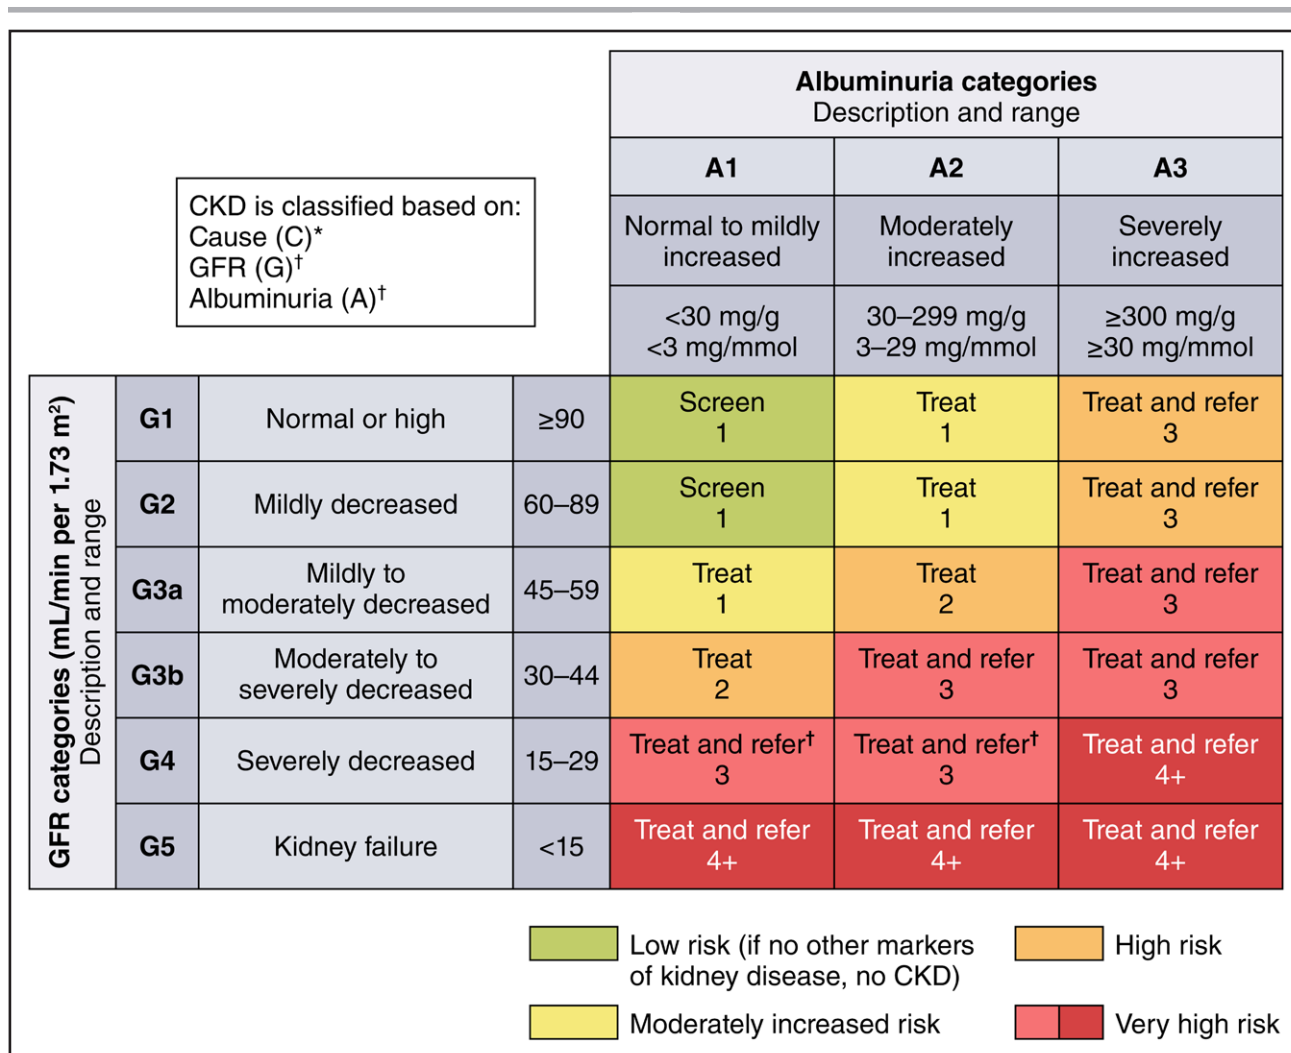 Albuminuria categories
Description and range
A1
A2
A3
CKD is classified based on:
Cause (C)*
GFR (G)†
Albuminuria (A)†
Normal to mildly
increased
Moderately
increased
Severely
increased
<30 mg/g
<3 mg/mmol
30–299 mg/g
3–29 mg/mmol
≥300 mg/g
≥30 mg/mmol
GFR categories (mL/min per 1.73 m²)
Description and range
G1
Normal or high
≥90
Screen
1
Treat
1
Treat and refer
3
G2
Mildly decreased
60–89
Screen
1
Treat
1
Treat and refer
3
G3a
Mildly to
moderately decreased
45–59
Treat
1
Treat
2
Treat and refer
3
G3b
Moderately to
severely decreased
30–44
Treat
2
Treat and refer
3
Treat and refer
3
G4
Severely decreased
15–29
Treat and refer†
3
Treat and refer†
3
Treat and refer
4+
G5
Kidney failure
<15
Treat and refer
4+
Treat and refer
4+
Treat and refer
4+
Low risk (if no other markers
of kidney disease, no CKD)
High risk
Moderately increased risk
Very high risk